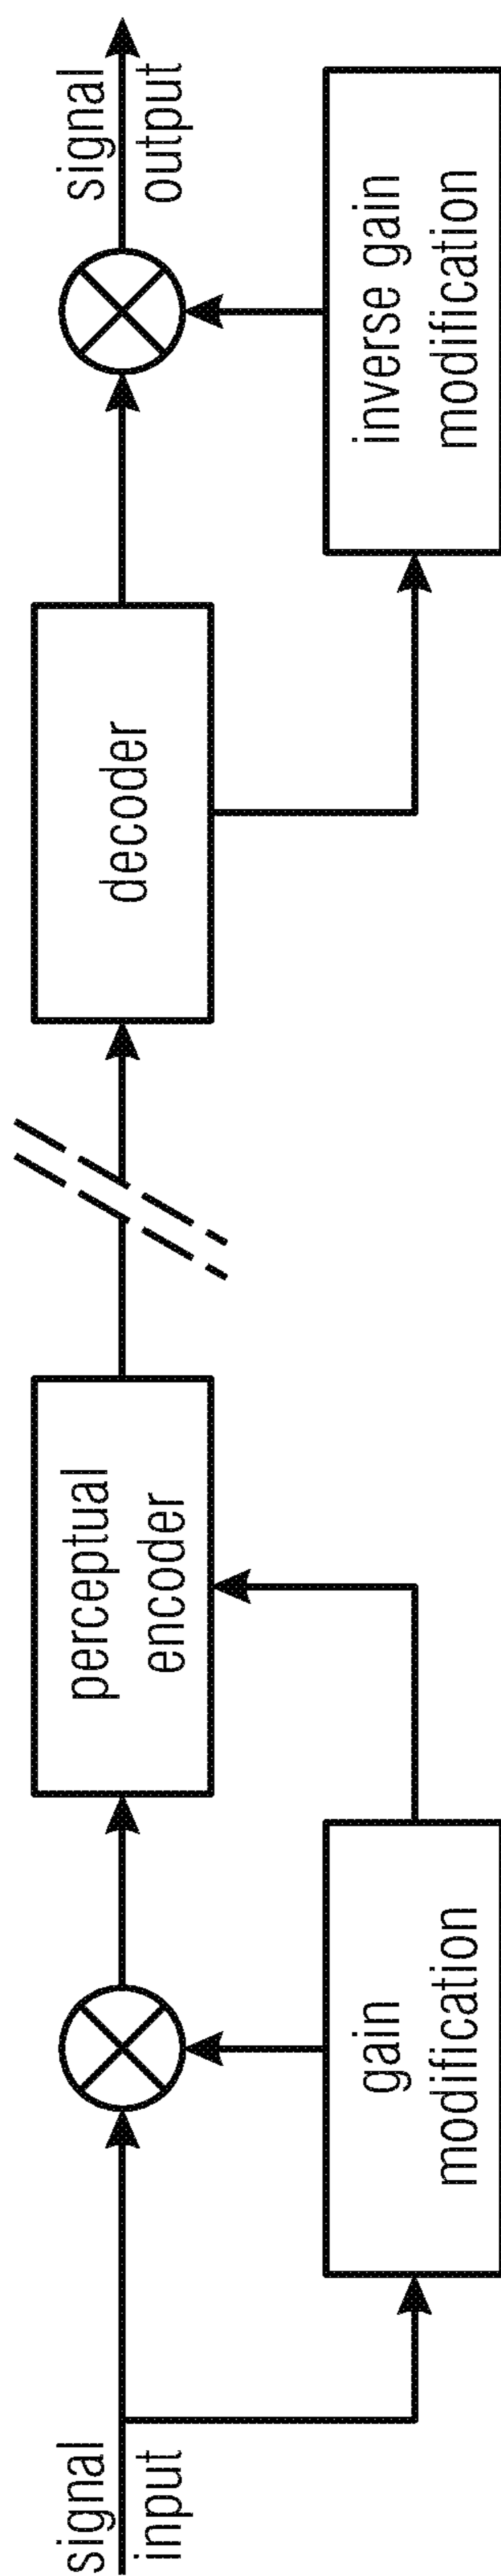 signal
input
gain
modification
perceptual
encoder
decoder
inverse gain
modification
signal
output